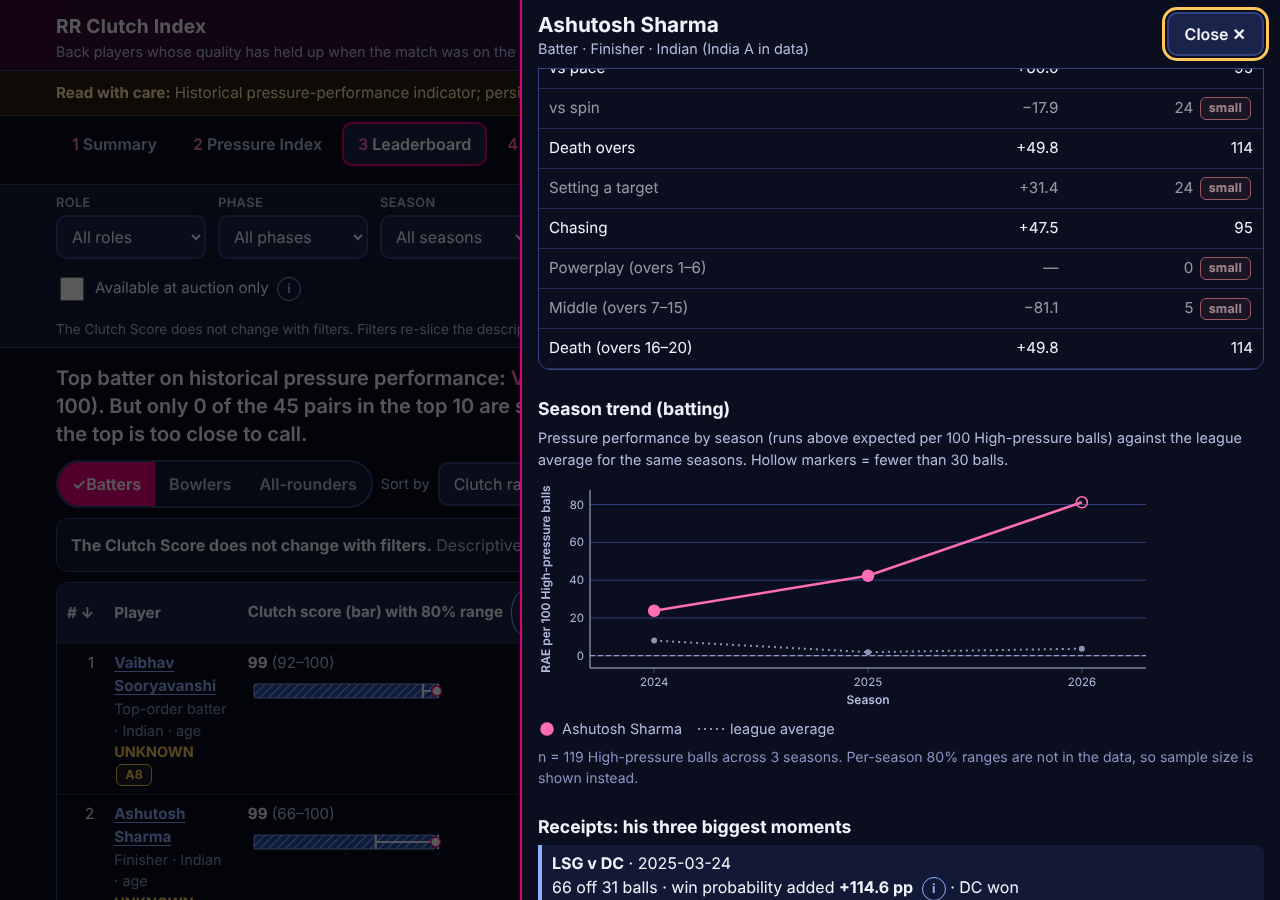 RR Clutch Index
Back players whose quality has held up when the match was on the
Read with care: Historical pressure-performance indicator;
1 Summary
2 Pressure Index
3 Leaderboard
4
ROLE
PHASE
SEASON
All roles
All phases
All seasons
Available at auction only i
The Clutch Score does not change with filters. Filters re-slice the
Top batter on historical pressure performance:
100). But only 0 of the 45 pairs in the top 10 are
the top is too close to call.
✓Batters
Bowlers
All-rounders
Sort by
Clutch
The Clutch Score does not change with filters. Descriptive
# ↓ Player Clutch score (bar) with 80% range
1 Vaibhav Sooryavanshi 99 (92–100)
Top-order batter
· Indian · age
UNKNOWN
A8
2 Ashutosh Sharma 99 (66–100)
Finisher · Indian
· age
Ashutosh Sharma
Batter · Finisher · Indian (India A in data)
Close ✕
vs spin −17.9 24 small
Death overs +49.8 114
Setting a target +31.4 24 small
Chasing +47.5 95
Powerplay (overs 1–6) — 0 small
Middle (overs 7–15) −81.1 5 small
Death (overs 16–20) +49.8 114
Season trend (batting)
Pressure performance by season (runs above expected per 100 High-pressure balls) against the league
average for the same seasons. Hollow markers = fewer than 30 balls.
RAE per 100 High-pressure balls
80
60
40
20
0
2024
2025
2026
Season
Ashutosh Sharma
league average
n = 119 High-pressure balls across 3 seasons. Per-season 80% ranges are not in the data, so sample size is
shown instead.
Receipts: his three biggest moments
LSG v DC · 2025-03-24
66 off 31 balls · win probability added +114.6 pp i · DC won